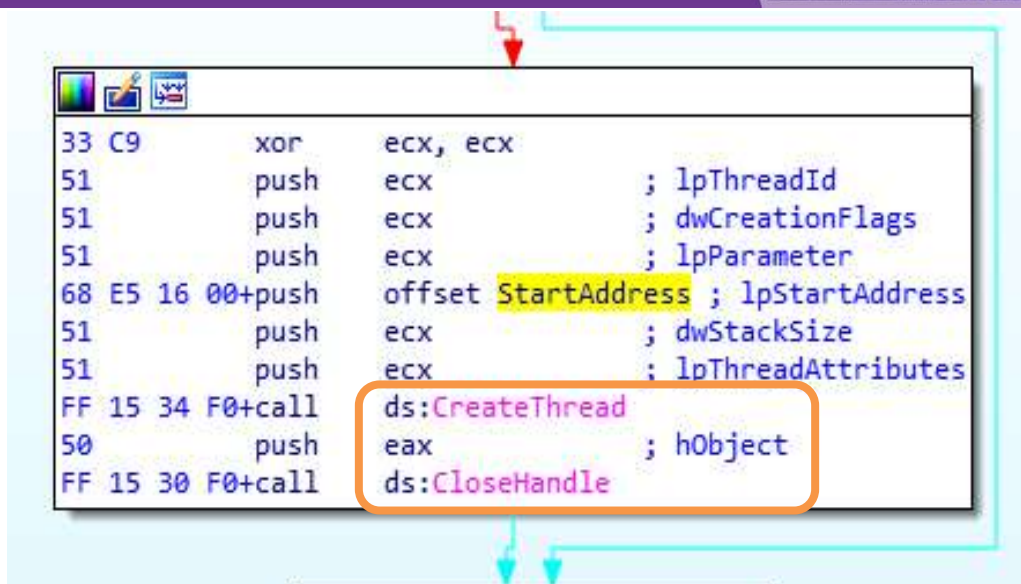 33 C9 xor ecx, ecx
51 push ecx ; lpThreadId
51 push ecx ; dwCreationFlags
51 push ecx ; lpParameter
68 E5 16 00+push offset StartAddress ; lpStartAddress
51 push ecx ; dwStackSize
51 push ecx ; lpThreadAttributes
FF 15 34 F0+call ds:CreateThread
50 push eax ; hObject
FF 15 30 F0+call ds:CloseHandle